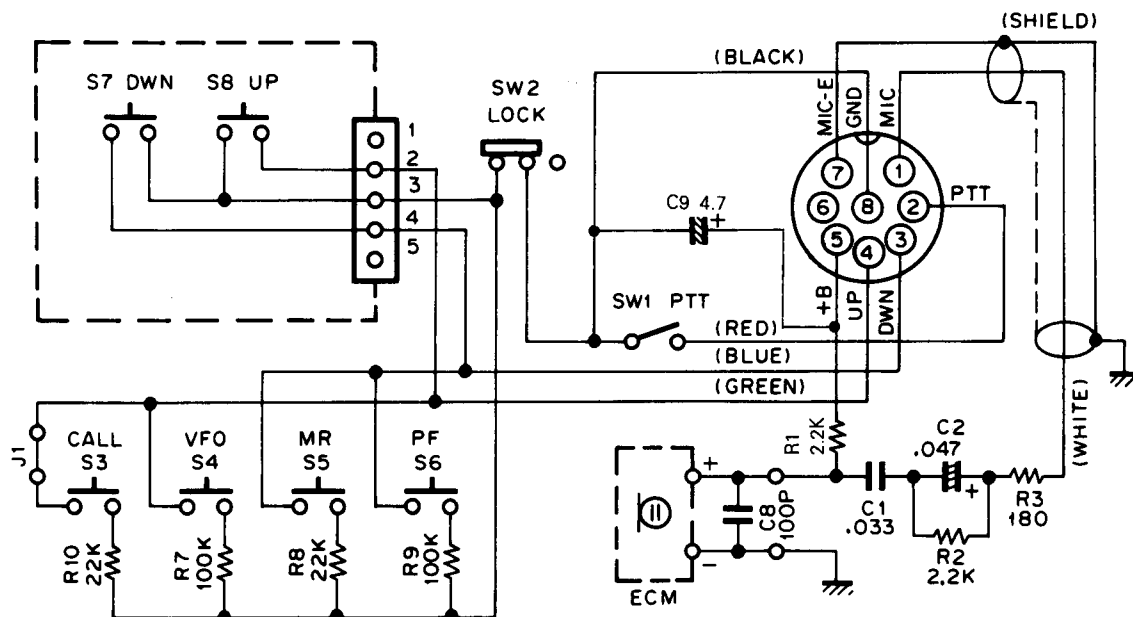 (SHIELD)
(BLACK)
S7 DWN
S8 UP
SW2
LOCK
MIC-E
GND
MIC
1
2
3
4
5
7
1
6
8
2
5
4
3
PTT
C9 4.7
+
+B
UP
DWN
SW1 PTT
(RED)
(BLUE)
(GREEN)
(WHITE)
J1
CALL
S3
VFO
S4
MR
S5
PF
S6
R10
22K
R7
100K
R8
22K
R9
100K
R1
2.2K
+
-
ECM
C8
100P
C1
.033
C2
.047
+
R2
2.2K
R3
180